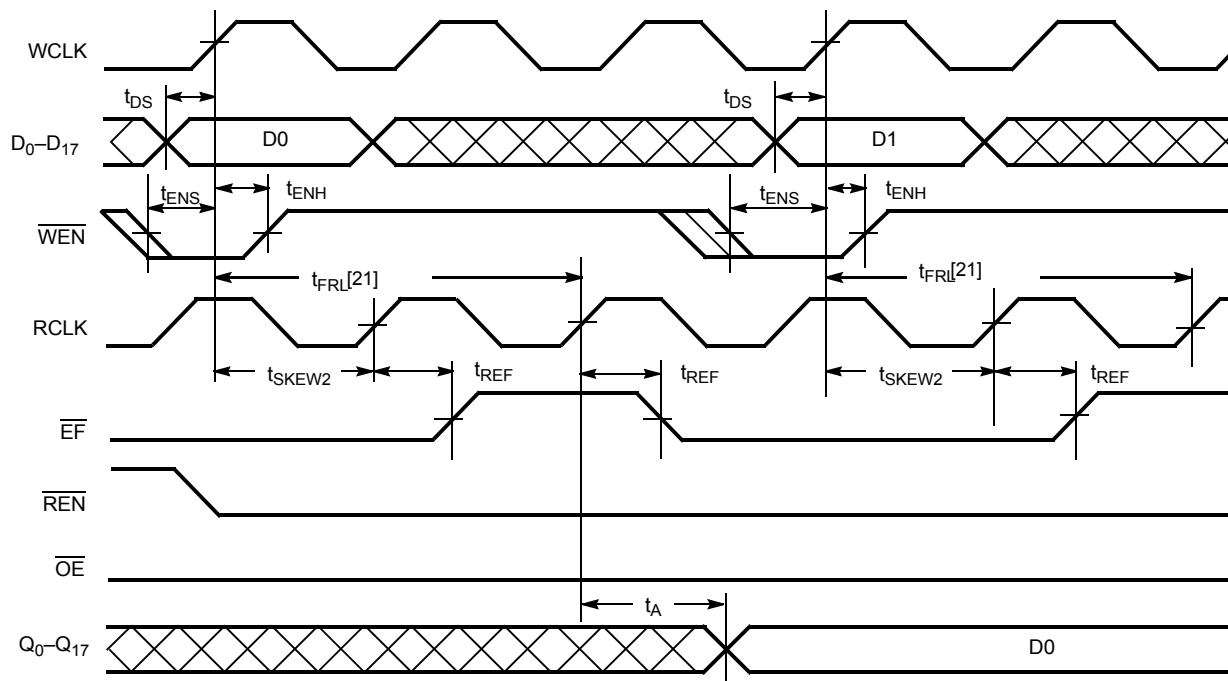 WCLK
tDS tDS
D0–D17 D0 D1
tENS tENH tENS tENH
WEN
tFRL[21] tFRL[21]
RCLK
tSKEW2 tREF tREF tSKEW2 tREF
EF
REN
OE
tA
Q0–Q17 D0